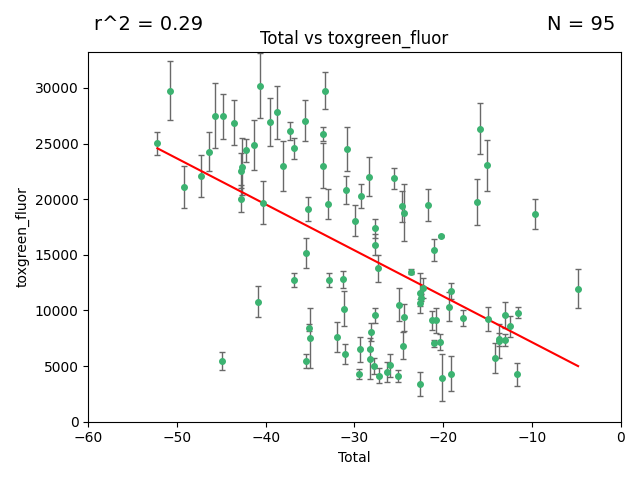 r^2 = 0.29 N = 95
Total vs toxgreen_fluor
30000
25000
20000
15000
10000
5000
0
toxgreen_fluor
−60 −50 −40 −30 −20 −10 0
Total